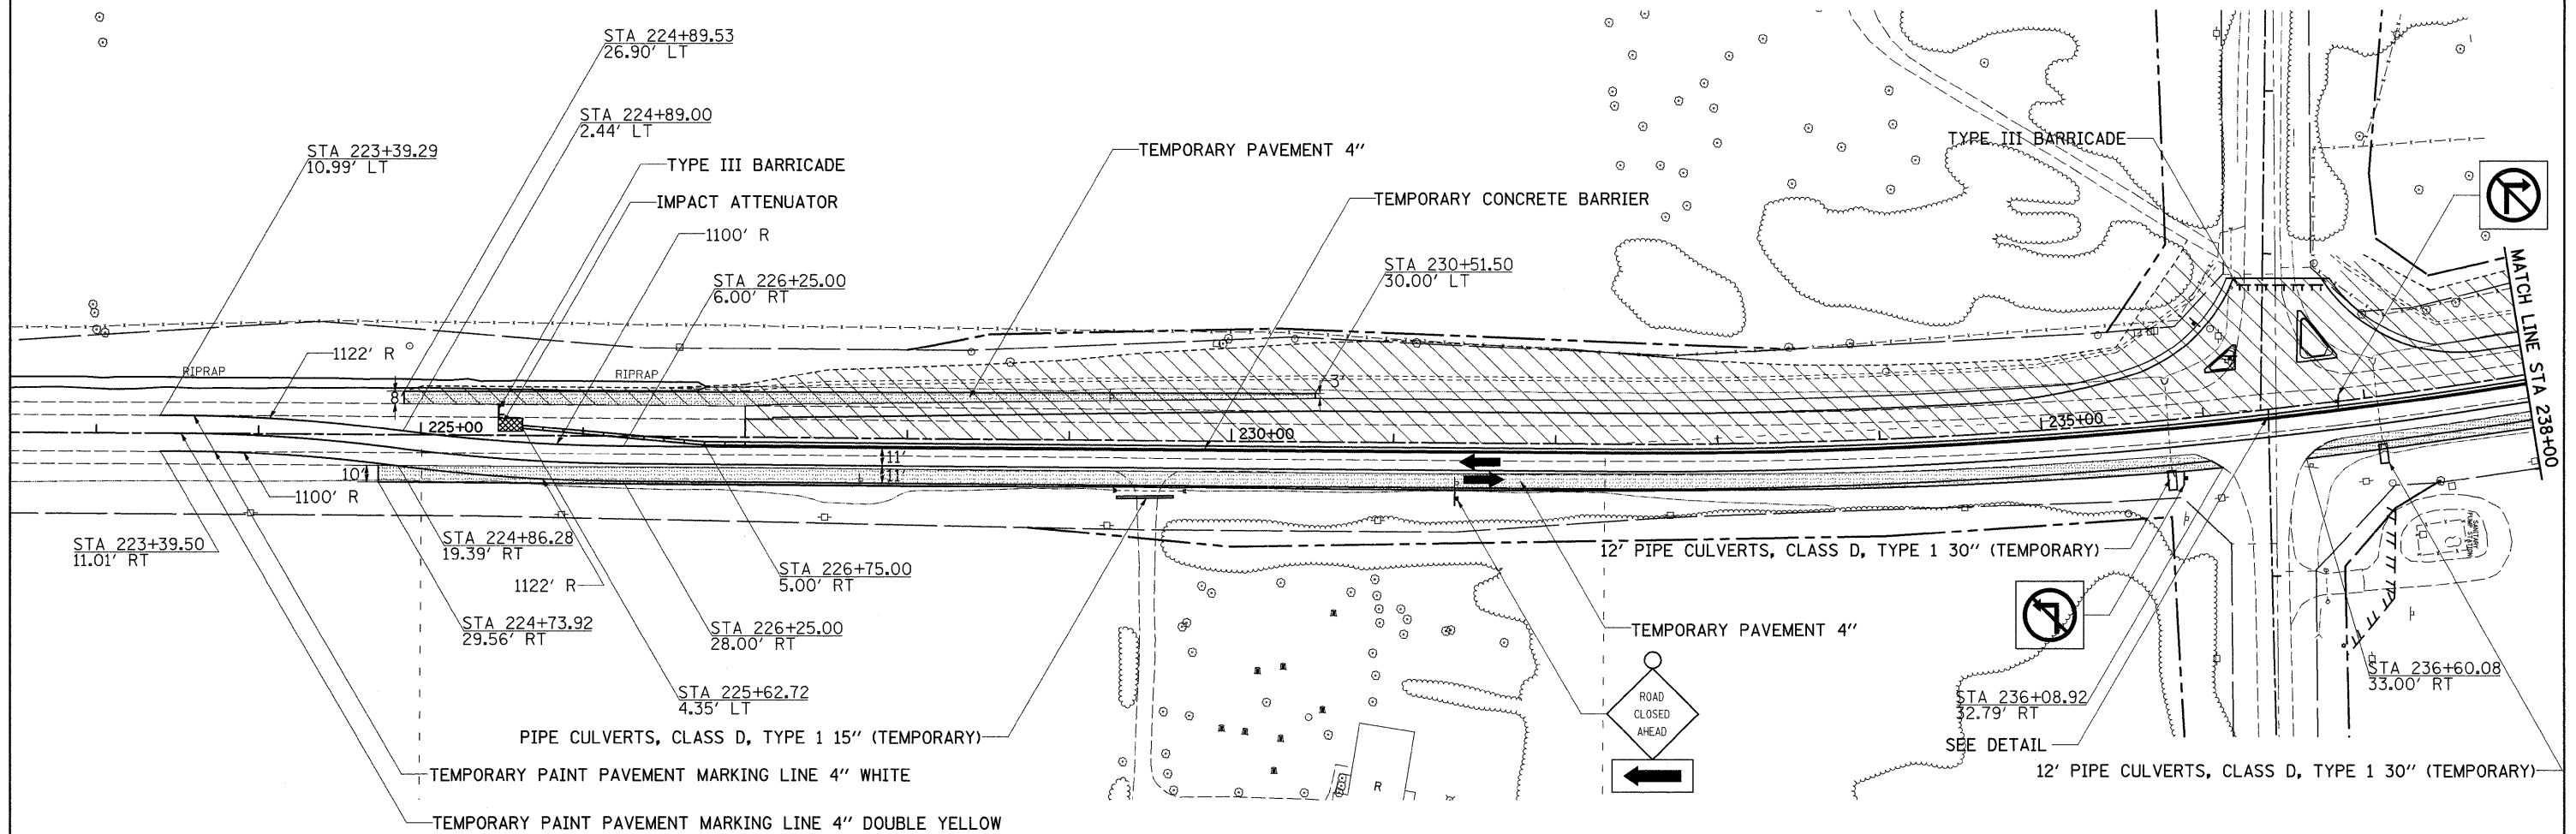 STA 224+89.53
26.90' LT
STA 224+89.00
2.44' LT
STA 223+39.29
10.99' LT
TYPE III BARRICADE
IMPACT ATTENUATOR
1100' R
STA 226+25.00
6.00' RT
TEMPORARY PAVEMENT 4"
TEMPORARY CONCRETE BARRIER
STA 230+51.50
30.00' LT
TYPE III BARRICADE
MATCH LINE STA 238+00
1122' R
RIPRAP
RIPRAP
8'
3'
225+00
230+00
235+00
11'
11'
10'
1100' R
STA 223+39.50
11.01' RT
STA 224+86.28
19.39' RT
1122' R
STA 226+75.00
5.00' RT
STA 224+73.92
29.56' RT
STA 226+25.00
28.00' RT
STA 225+62.72
4.35' LT
12' PIPE CULVERTS, CLASS D, TYPE 1 30" (TEMPORARY)
SANITARY
PUMP STATION
TEMPORARY PAVEMENT 4"
STA 236+60.08
33.00' RT
STA 236+08.92
32.79' RT
ROAD
CLOSED
AHEAD
PIPE CULVERTS, CLASS D, TYPE 1 15" (TEMPORARY)
SEE DETAIL
12' PIPE CULVERTS, CLASS D, TYPE 1 30" (TEMPORARY)
TEMPORARY PAINT PAVEMENT MARKING LINE 4" WHITE
R
TEMPORARY PAINT PAVEMENT MARKING LINE 4" DOUBLE YELLOW